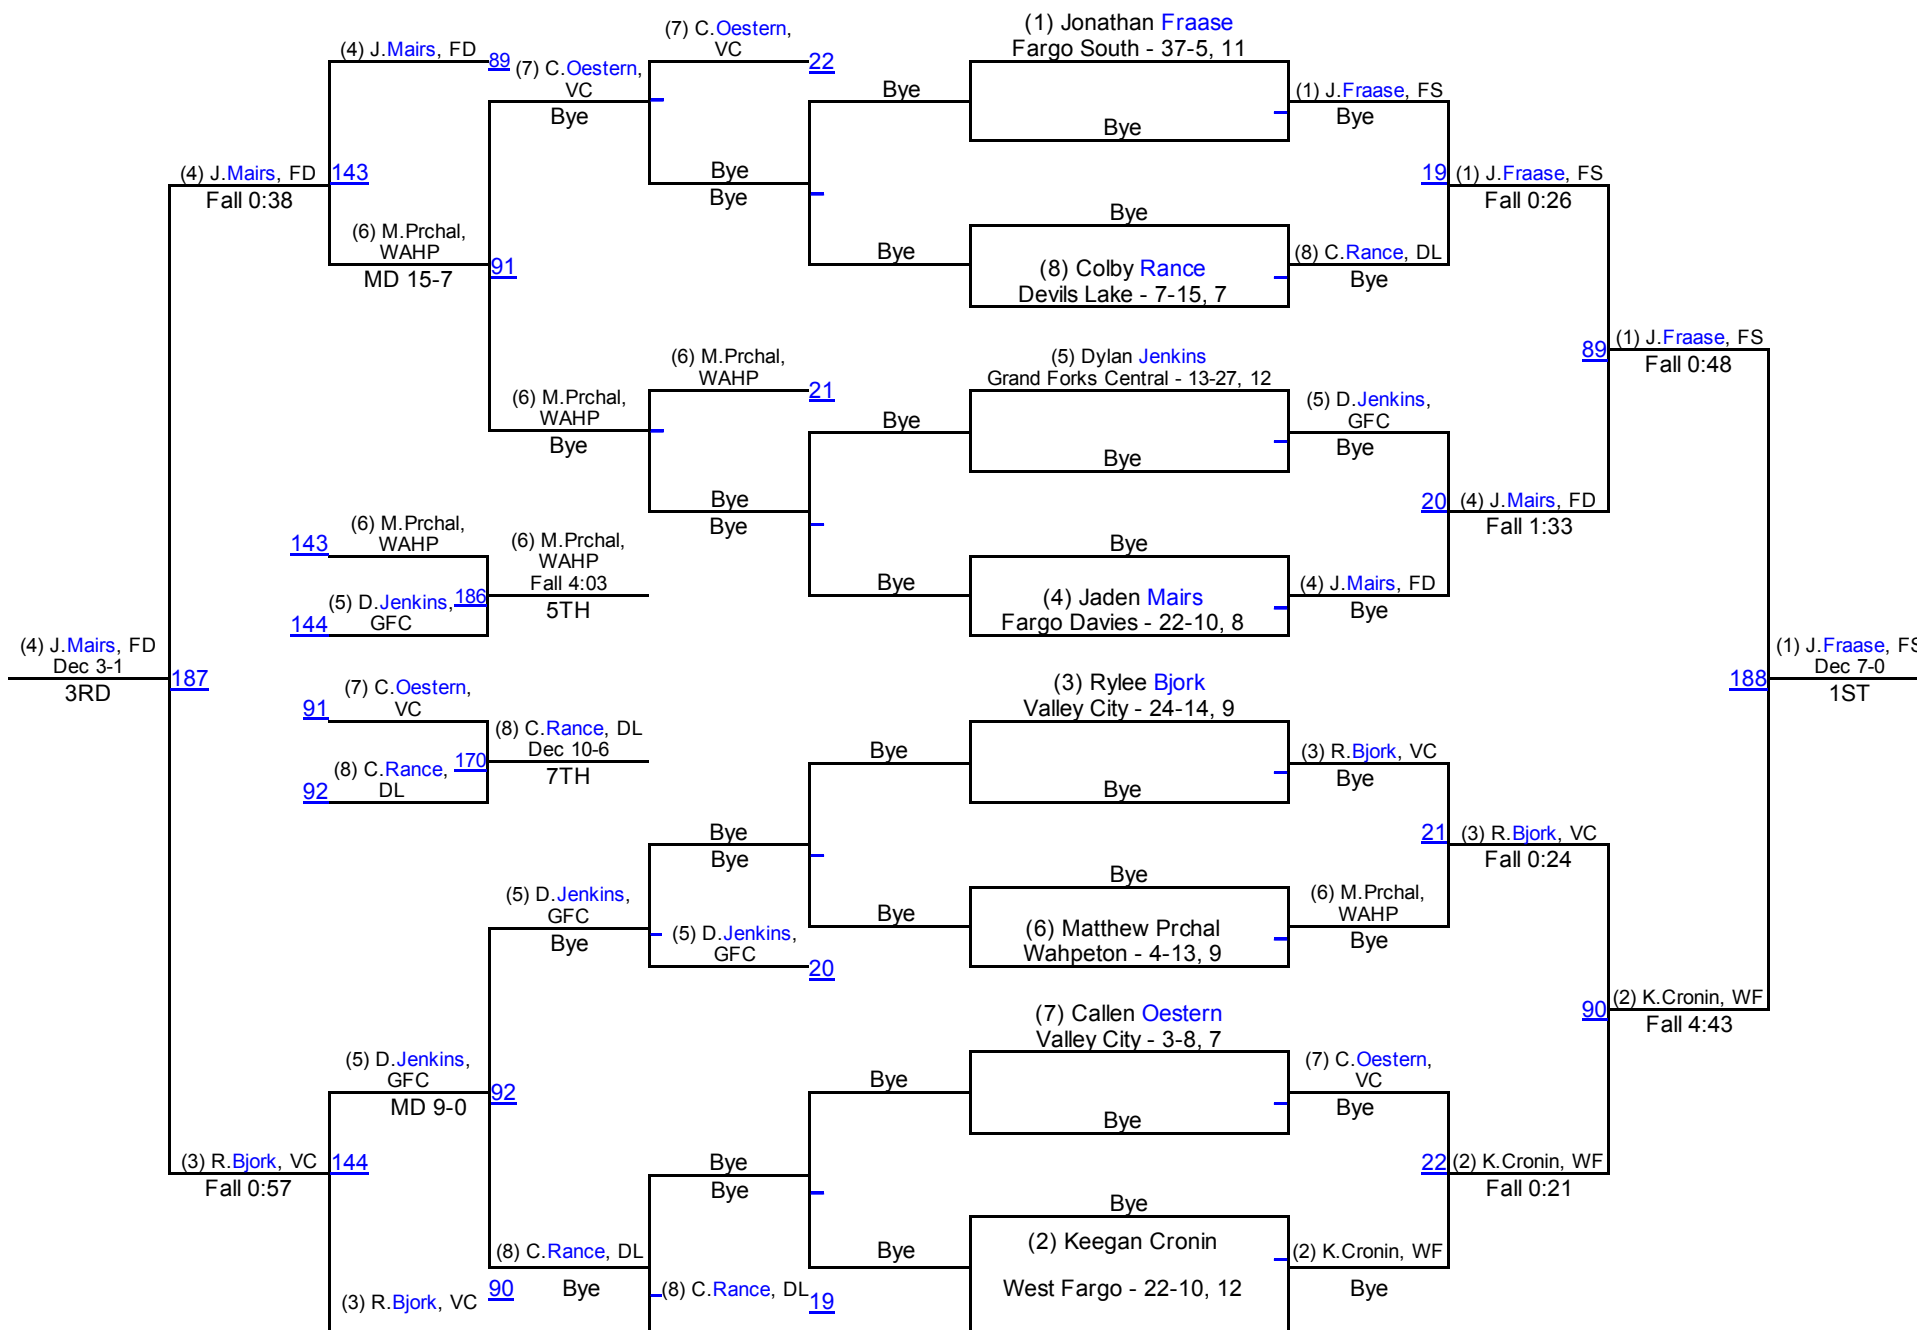 (1) Jonathan Fraase
Fargo South - 37-5, 11
Bye
Bye
(8) Colby Rance
Devils Lake - 7-15, 7
(5) Dylan Jenkins
Grand Forks Central - 13-27, 12
Bye
Bye
(4) Jaden Mairs
Fargo Davies - 22-10, 8
(3) Rylee Bjork
Valley City - 24-14, 9
Bye
Bye
(6) Matthew Prchal
Wahpeton - 4-13, 9
(7) Callen Oestern
Valley City - 3-8, 7
Bye
Bye
(2) Keegan Cronin
West Fargo - 22-10, 12
(1) J.Fraase, FS
Bye
19
(8) C.Rance, DL
Bye
(5) D.Jenkins,
GFC
Bye
20
(4) J.Mairs, FD
Bye
(3) R.Bjork, VC
Bye
21
(6) M.Prchal,
WAHP
Bye
(7) C.Oestern,
VC
Bye
22
(2) K.Cronin, WF
Bye
(1) J.Fraase, FS
Fall 0:26
89
(4) J.Mairs, FD
Fall 1:33
(3) R.Bjork, VC
Fall 0:24
90
(2) K.Cronin, WF
Fall 0:21
(1) J.Fraase, FS
Fall 0:48
188
(2) K.Cronin, WF
Fall 4:43
(1) J.Fraase, FS
Dec 7-0
1ST
Bye
Bye
Bye
Bye
Bye
Bye
Bye
Bye
(7) C.Oestern,
VC
22
Bye
Bye
(6) M.Prchal,
WAHP
21
Bye
Bye
Bye
Bye
(5) D.Jenkins,
GFC
20
Bye
Bye
(8) C.Rance, DL
19
(7) C.Oestern,
VC
Bye
91
(6) M.Prchal,
WAHP
Bye
(5) D.Jenkins,
GFC
Bye
92
(8) C.Rance, DL
Bye
(4) J.Mairs, FD
89
143
(6) M.Prchal,
WAHP
MD 15-7
(5) D.Jenkins,
GFC
MD 9-0
144
(3) R.Bjork, VC
90
(4) J.Mairs, FD
Fall 0:38
187
(3) R.Bjork, VC
Fall 0:57
(4) J.Mairs, FD
Dec 3-1
3RD
143
(6) M.Prchal,
WAHP
144
(5) D.Jenkins,
GFC
186
(6) M.Prchal,
WAHP
Fall 4:03
5TH
91
(7) C.Oestern,
VC
92
(8) C.Rance,
DL
170
(8) C.Rance, DL
Dec 10-6
7TH